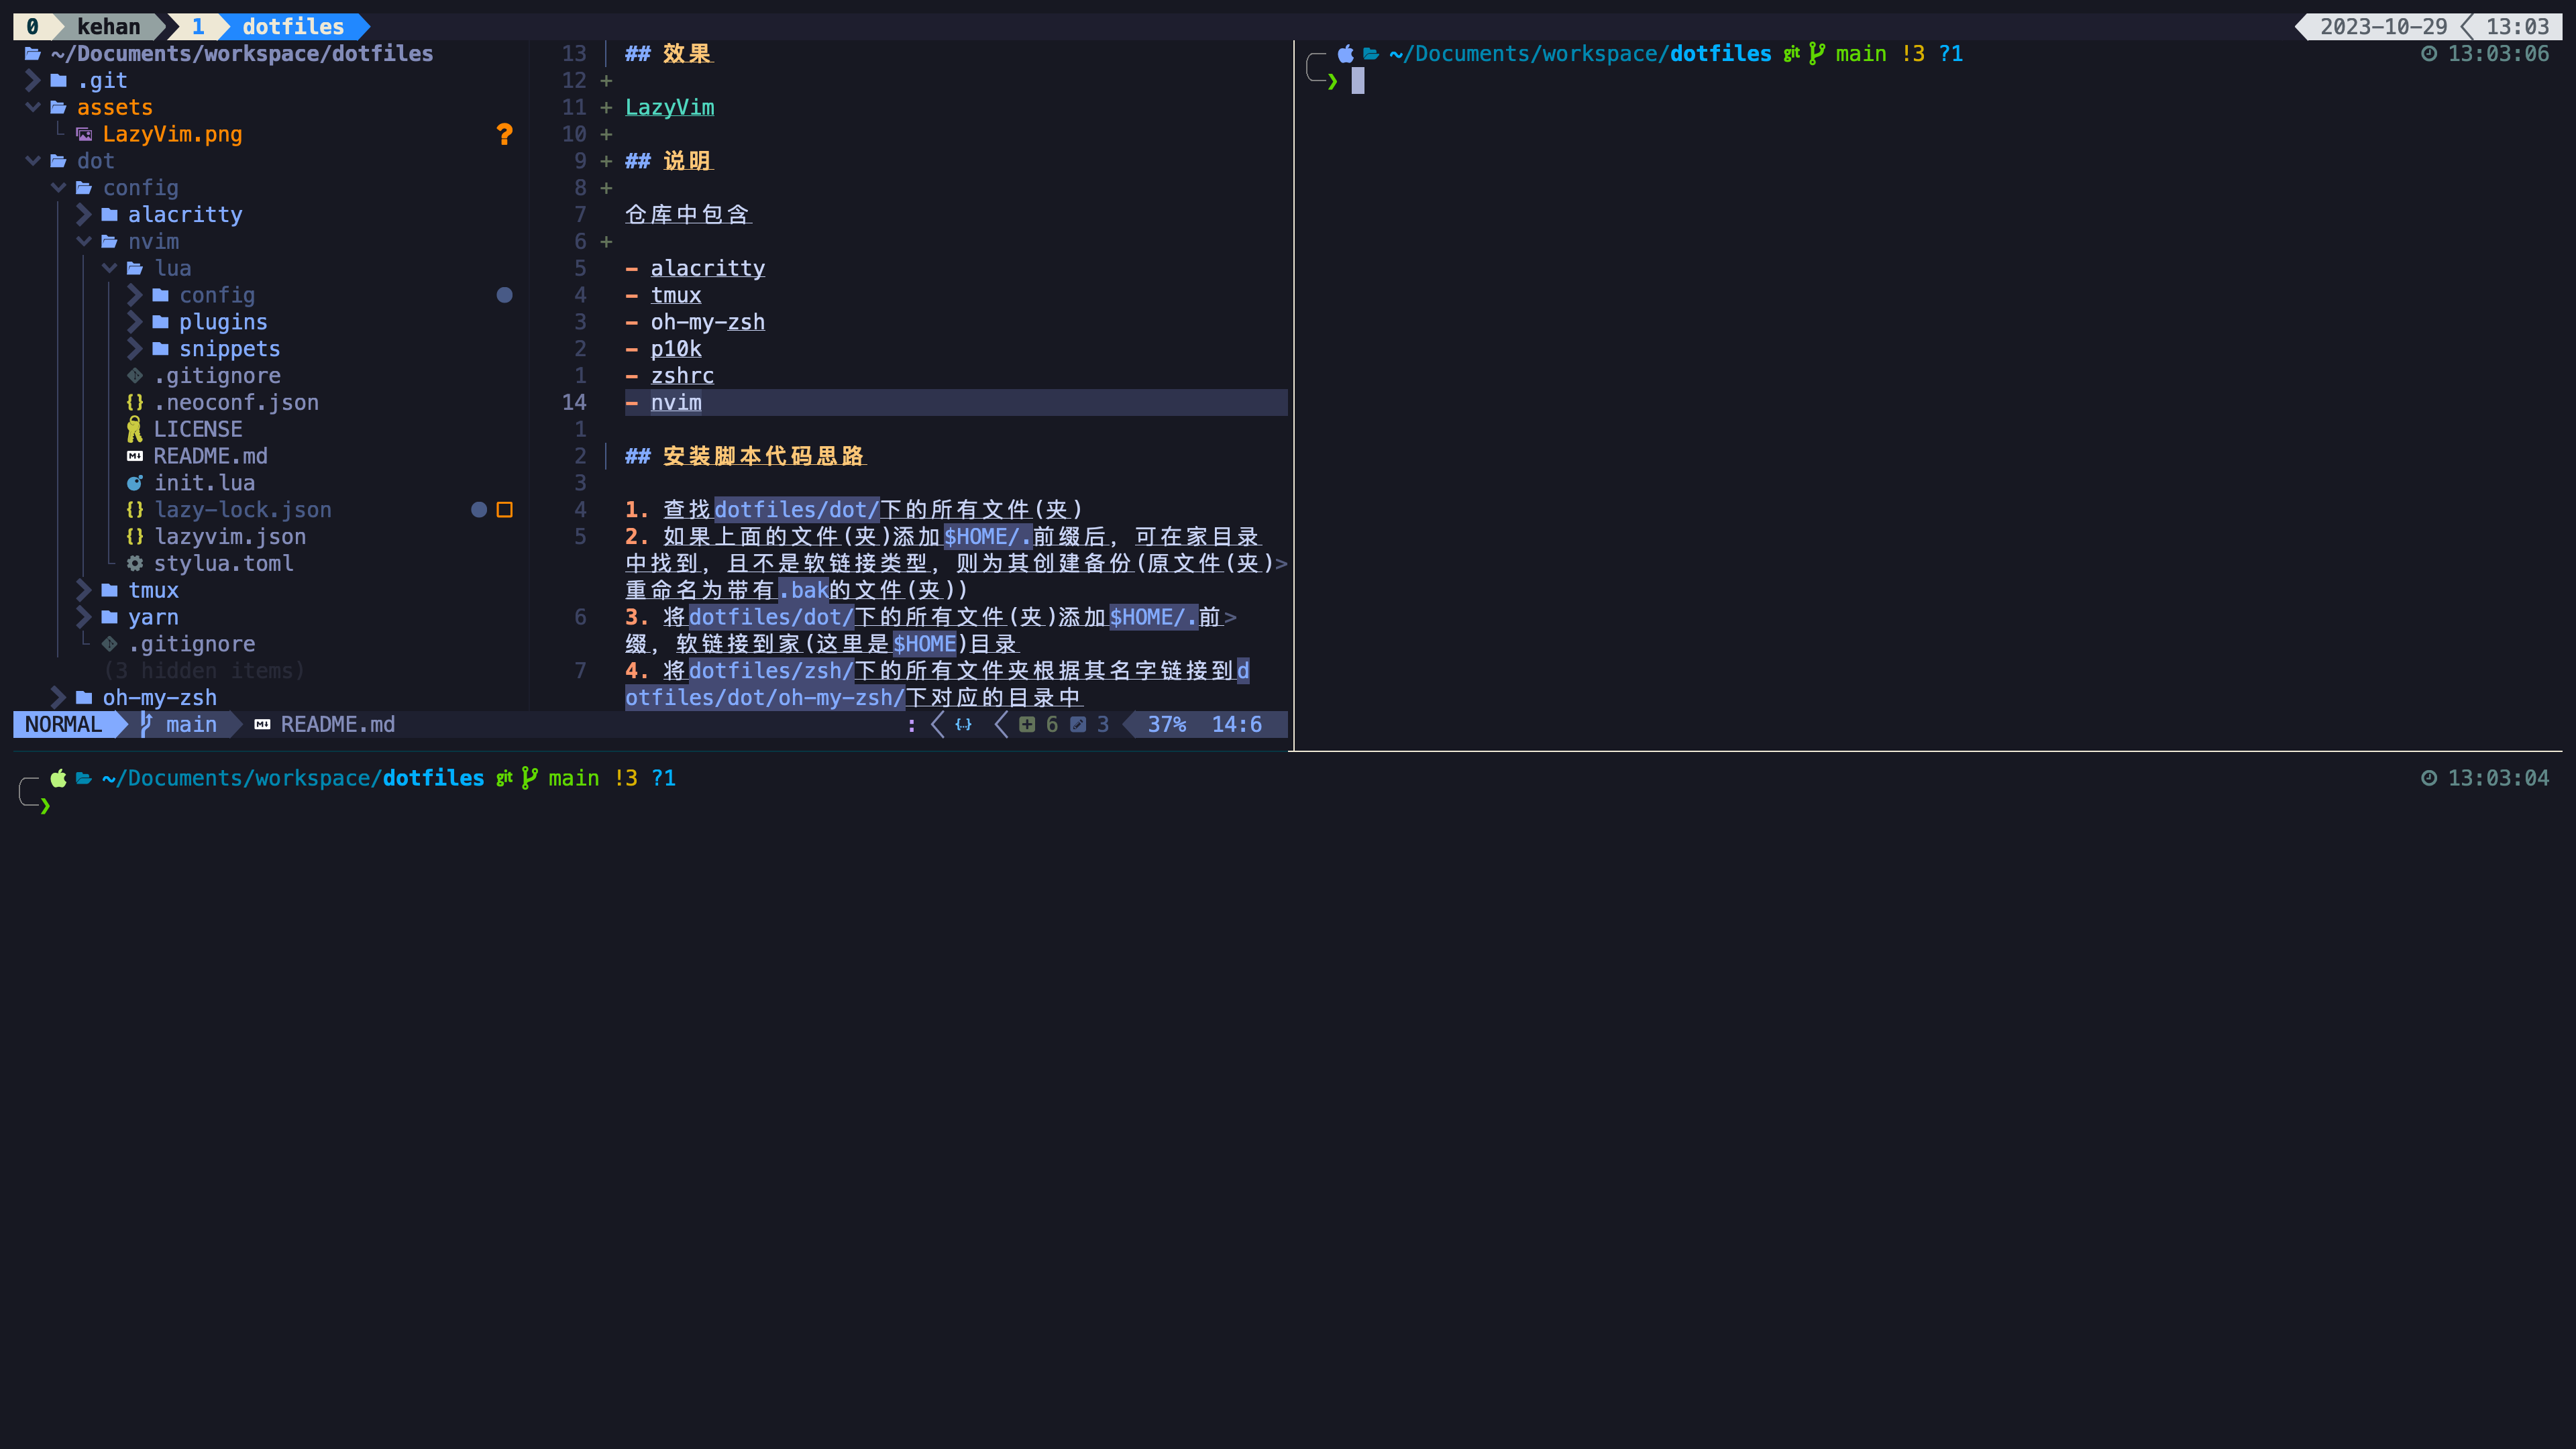 0 kehan 1 dotfiles
2023-10-29 13:03
~/Documents/workspace/dotfiles
.git
assets
LazyVim.png ?
dot
config
alacritty
nvim
lua
config
plugins
snippets
.gitignore
{} .neoconf.json
LICENSE
README.md
init.lua
{} lazy-lock.json
{} lazyvim.json
stylua.toml
tmux
yarn
.gitignore
(3 hidden items)
oh-my-zsh
13 ## 效果
12 +
11 + LazyVim
10 +
9 + ## 说明
8 +
7 仓库中包含
6 +
5 - alacritty
4 - tmux
3 - oh-my-zsh
2 - p10k
1 - zshrc
14 - nvim
1
2 ## 安装脚本代码思路
3
4 1. 查找dotfiles/dot/下的所有文件(夹)
5 2. 如果上面的文件(夹)添加$HOME/.前缀后，可在家目录
中找到，且不是软链接类型，则为其创建备份(原文件(夹)>
重命名为带有.bak的文件(夹))
6 3. 将dotfiles/dot/下的所有文件(夹)添加$HOME/.前>
缀，软链接到家(这里是$HOME)目录
7 4. 将dotfiles/zsh/下的所有文件夹根据其名字链接到d
otfiles/dot/oh-my-zsh/下对应的目录中
NORMAL main README.md : {..} 6 3 37% 14:6
~/Documents/workspace/dotfiles git main !3 ?1 13:03:06
❯
~/Documents/workspace/dotfiles git main !3 ?1 13:03:04
❯